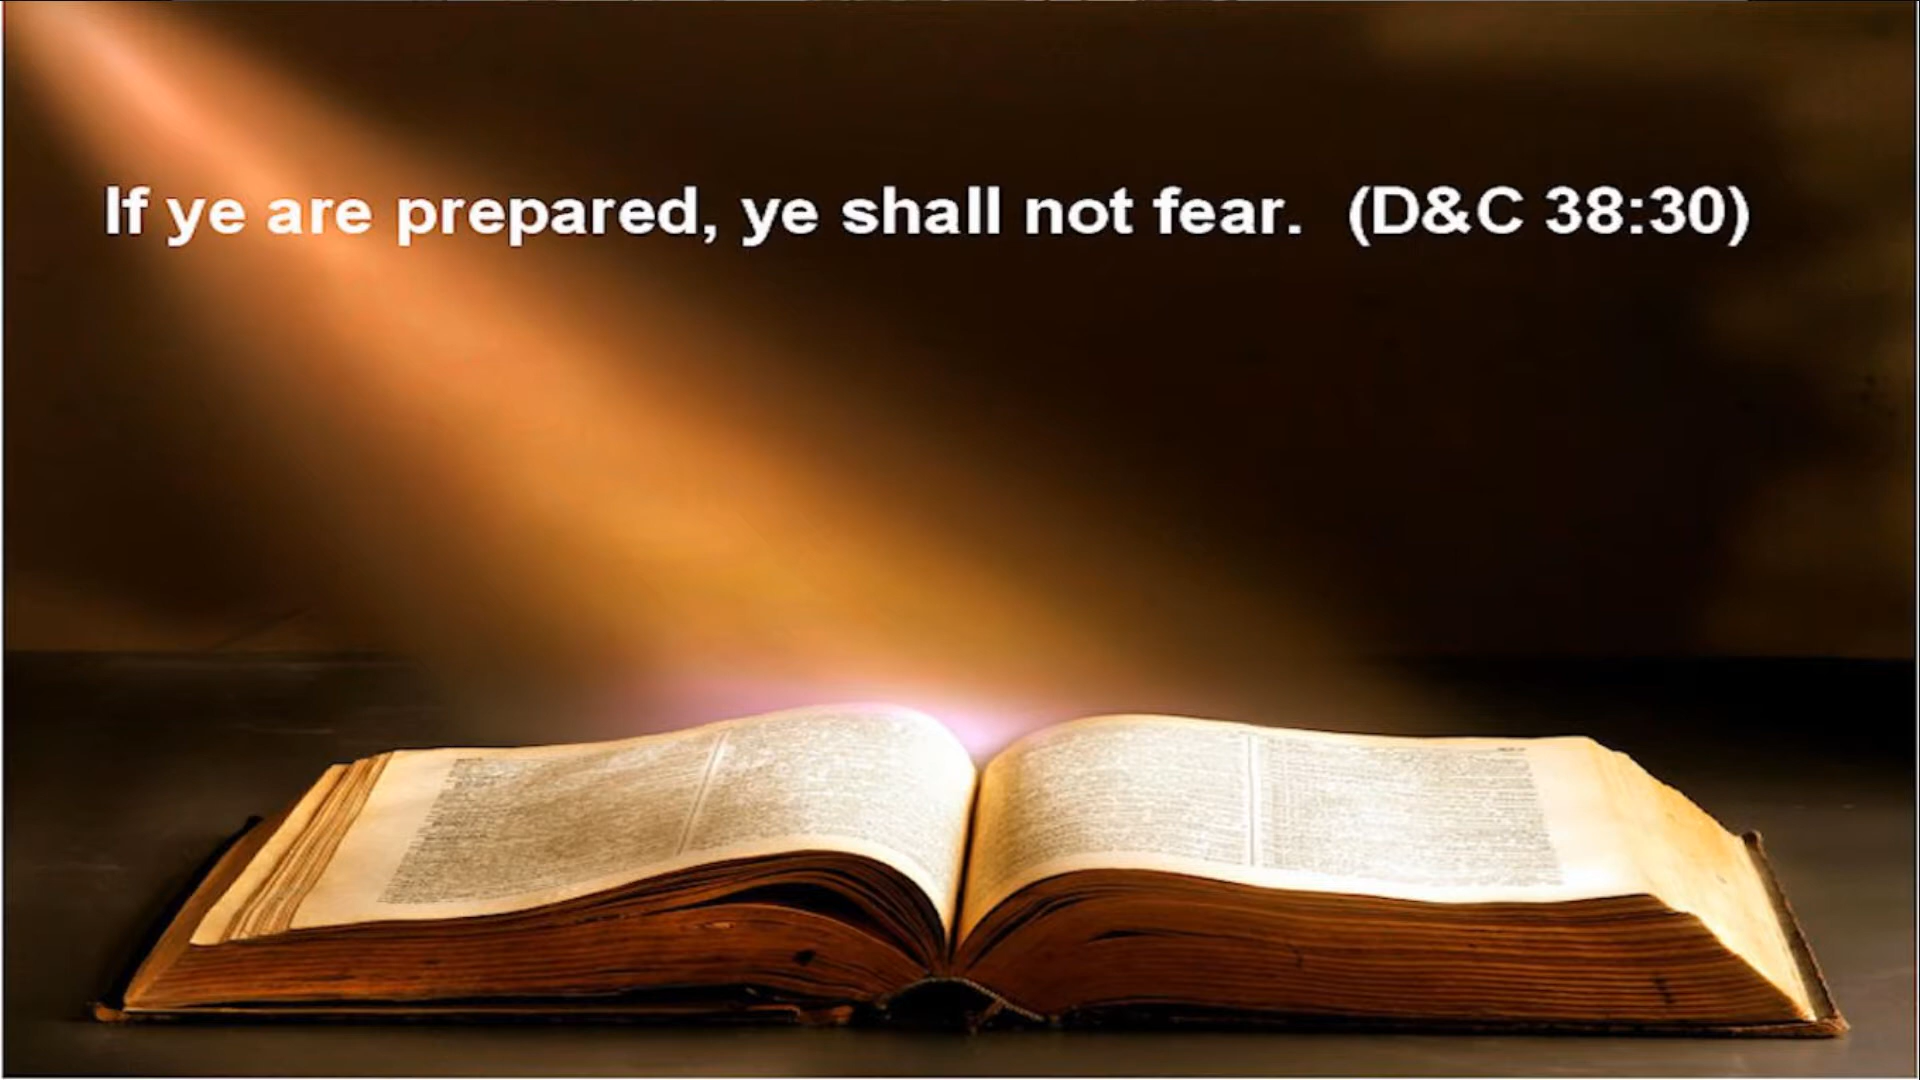 If ye are prepared, ye shall not fear.  (D&C 38:30)